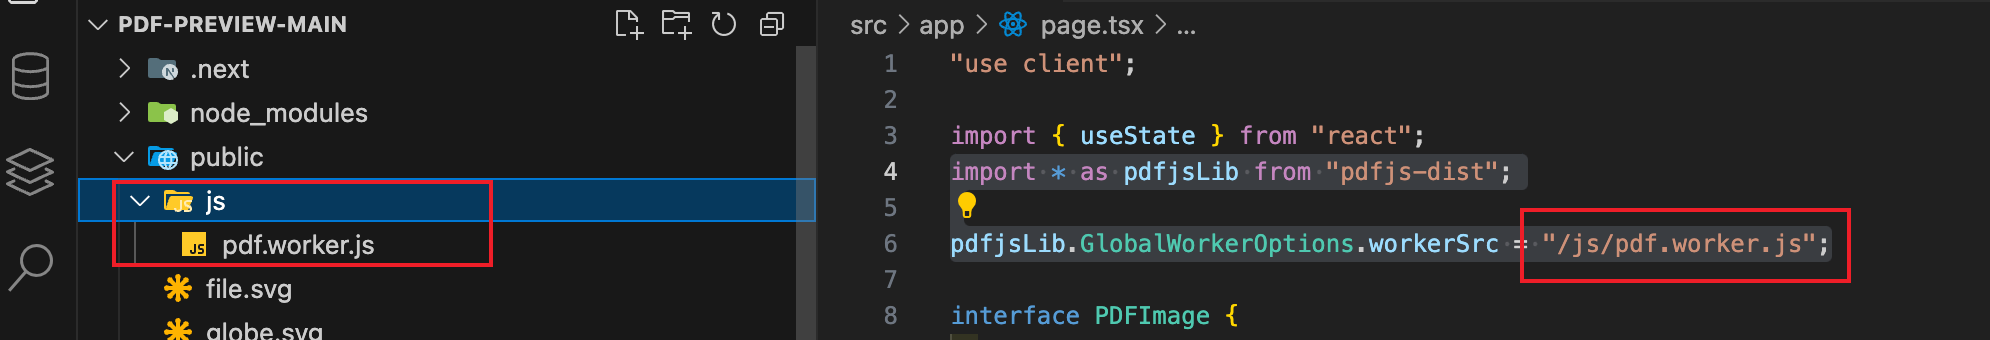 PDF-PREVIEW-MAIN
.next
node_modules
public
js
JS pdf.worker.js
file.svg
globe.svg
src > app > page.tsx > ...
1 "use client";
2
3 import { useState } from "react";
4 import * as pdfjsLib from "pdfjs-dist";
5
6 pdfjsLib.GlobalWorkerOptions.workerSrc = "/js/pdf.worker.js";
7
8 interface PDFImage {